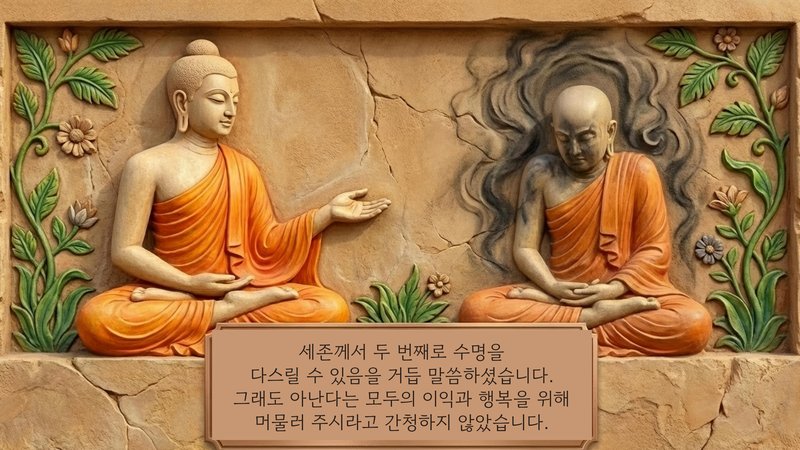 세존께서 두 번째로 수명을
다스릴 수 있음을 거듭 말씀하셨습니다.
그래도 아난다는 모두의 이익과 행복을 위해
머물러 주시라고 간청하지 않았습니다.